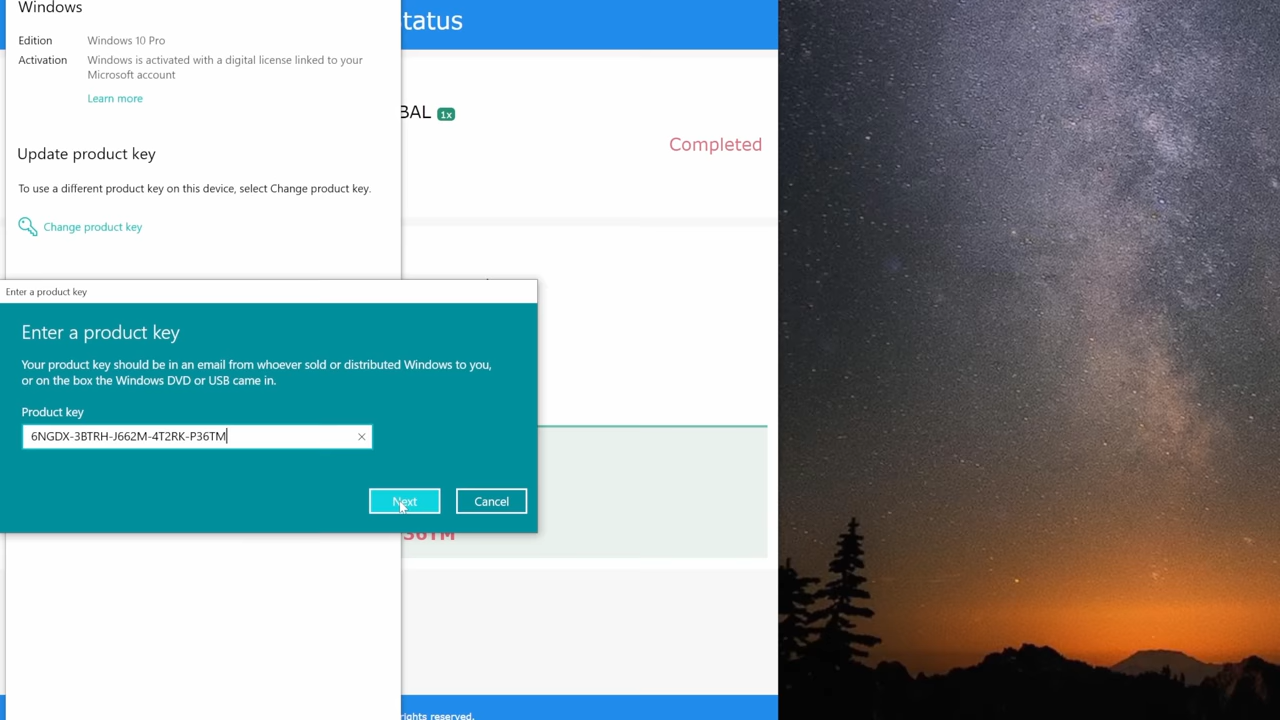 Windows
tatus
Edition Windows 10 Pro
Activation Windows is activated with a digital license linked to your
Microsoft account
Learn more
BAL 1x
Completed
Update product key
To use a different product key on this device, select Change product key.
Change product key
Enter a product key
Enter a product key
Your product key should be in an email from whoever sold or distributed Windows to you,
or on the box the Windows DVD or USB came in.
Product key
6NGDX-3BTRH-J662M-4T2RK-P36TM
Next Cancel
36TM
rights reserved.